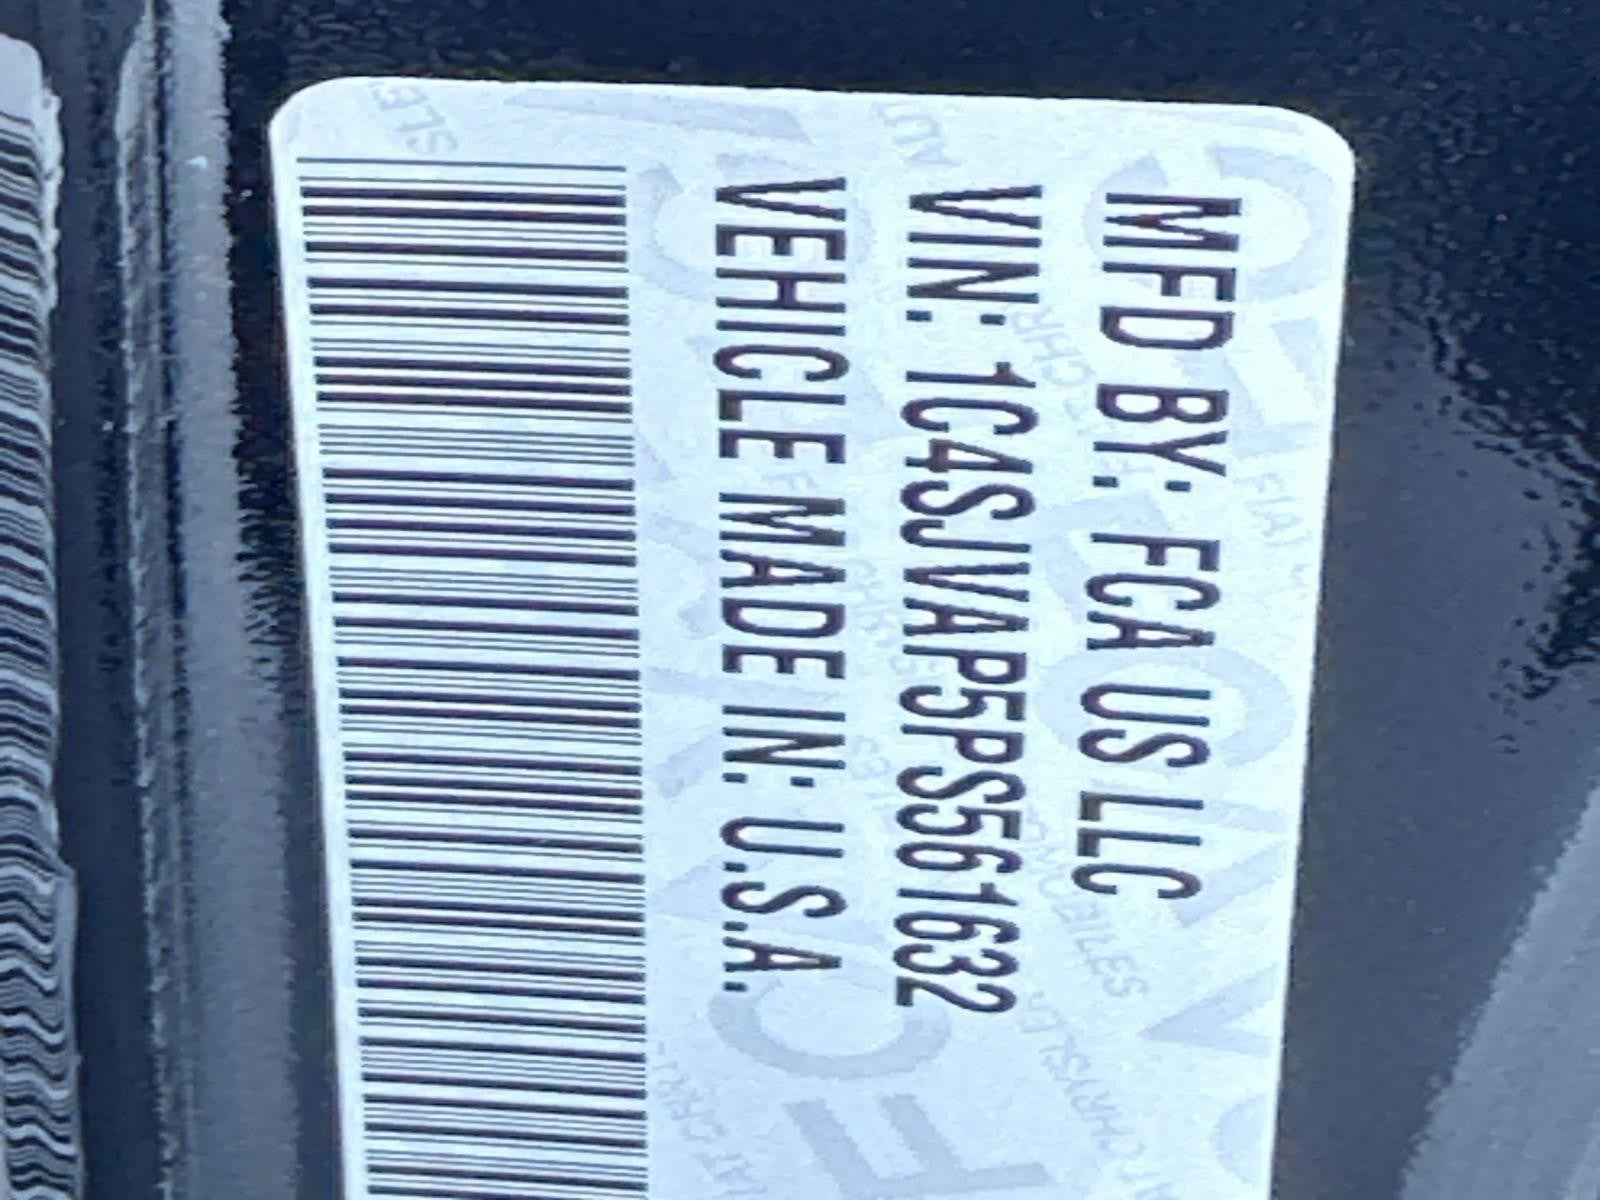 MFD BY: FCA US LLC
VIN: 1C4SJVAP5PS561632
VEHICLE MADE IN: U.S.A.